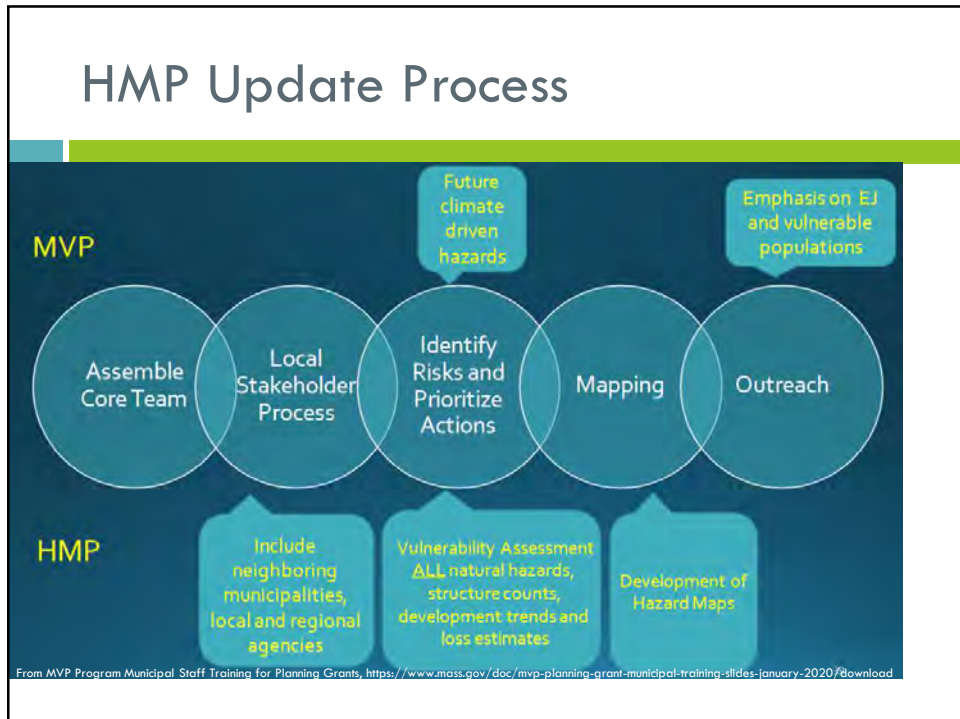 HMP Update Process
MVP
Future
climate
driven
hazards
Emphasis on EJ
and vulnerable
populations
Assemble
Core Team
Local
Stakeholder
Process
Identify
Risks and
Prioritize
Actions
Mapping
Outreach
HMP
Include
neighboring
municipalities,
local and regional
agencies
Vulnerability Assessment
ALL natural hazards,
structure counts,
development trends and
loss estimates
Development of
Hazard Maps
From MVP Program Municipal Staff Training for Planning Grants, https://www.mass.gov/doc/mvp-planning-grant-municipal-training-slides-january-2020/download